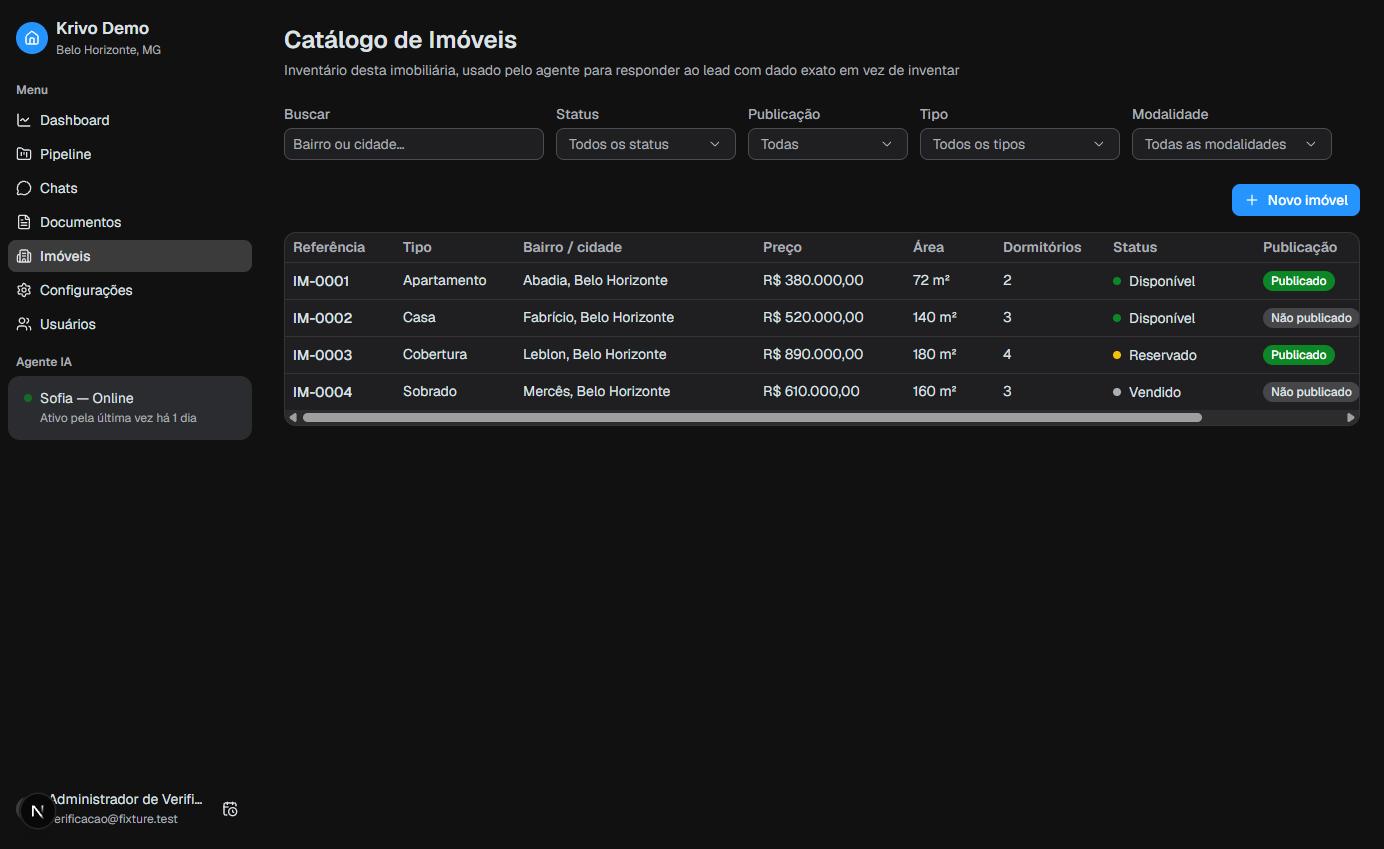 Krivo Demo
Belo Horizonte, MG
Menu
Dashboard
Pipeline
Chats
Documentos
Imóveis
Configurações
Usuários
Agente IA
Sofia — Online
Ativo pela última vez há 1 dia
Administrador de Verifi...
erificacao@fixture.test
N
Catálogo de Imóveis
Inventário desta imobiliária, usado pelo agente para responder ao lead com dado exato em vez de inventar
Buscar Status Publicação Tipo Modalidade
Bairro ou cidade... Todos os status Todas Todos os tipos Todas as modalidades
Novo imóvel
Referência Tipo Bairro / cidade Preço Área Dormitórios Status Publicação
IM-0001 Apartamento Abadia, Belo Horizonte R$ 380.000,00 72 m² 2 Disponível Publicado
IM-0002 Casa Fabrício, Belo Horizonte R$ 520.000,00 140 m² 3 Disponível Não publicado
IM-0003 Cobertura Leblon, Belo Horizonte R$ 890.000,00 180 m² 4 Reservado Publicado
IM-0004 Sobrado Mercês, Belo Horizonte R$ 610.000,00 160 m² 3 Vendido Não publicado